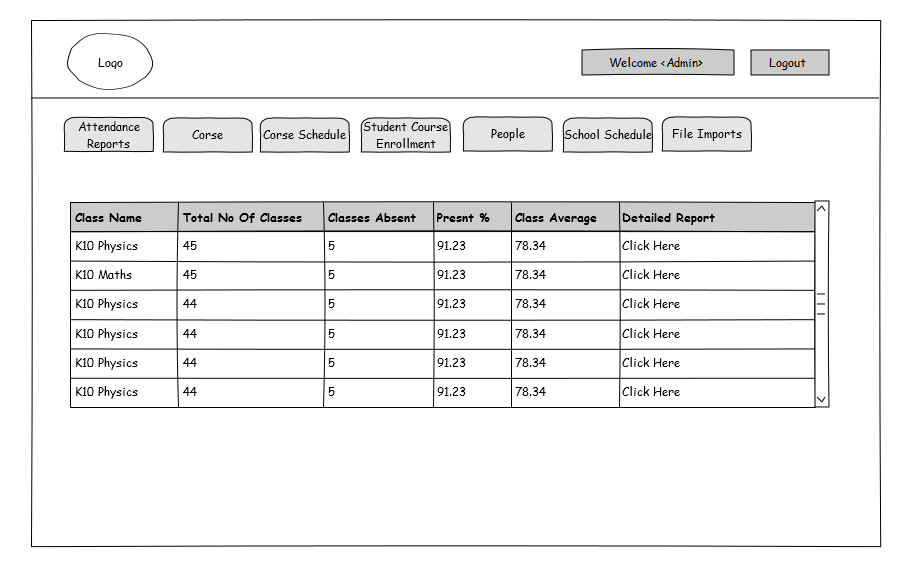 Logo
Welcome <Admin>
Logout
Attendance
Reports
Corse
Corse Schedule
Student Course
Enrollment
People
School Schedule
File Imports
Class Name Total No Of Classes Classes Absent Presnt % Class Average Detailed Report
K10 Physics 45 5 91.23 78.34 Click Here
K10 Maths 45 5 91.23 78.34 Click Here
K10 Physics 44 5 91.23 78.34 Click Here
K10 Physics 44 5 91.23 78.34 Click Here
K10 Physics 44 5 91.23 78.34 Click Here
K10 Physics 44 5 91.23 78.34 Click Here